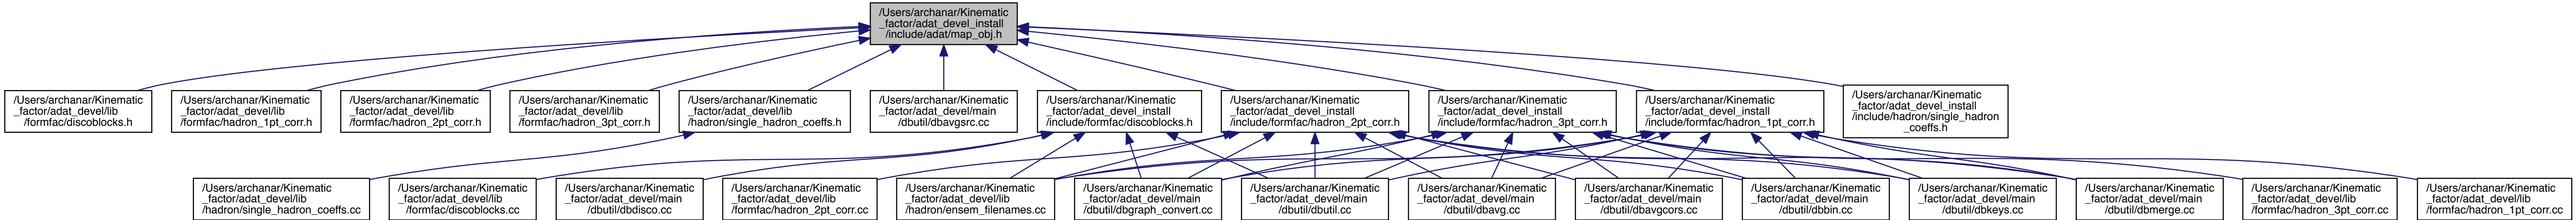 /Users/archanar/Kinematic
_factor/adat_devel_install
/include/adat/map_obj.h
/Users/archanar/Kinematic
_factor/adat_devel/lib
/formfac/discoblocks.h
/Users/archanar/Kinematic
_factor/adat_devel/lib
/formfac/hadron_1pt_corr.h
/Users/archanar/Kinematic
_factor/adat_devel/lib
/formfac/hadron_2pt_corr.h
/Users/archanar/Kinematic
_factor/adat_devel/lib
/formfac/hadron_3pt_corr.h
/Users/archanar/Kinematic
_factor/adat_devel/lib
/hadron/single_hadron_coeffs.h
/Users/archanar/Kinematic
_factor/adat_devel/main
/dbutil/dbavgsrc.cc
/Users/archanar/Kinematic
_factor/adat_devel_install
/include/formfac/discoblocks.h
/Users/archanar/Kinematic
_factor/adat_devel_install
/include/formfac/hadron_2pt_corr.h
/Users/archanar/Kinematic
_factor/adat_devel_install
/include/formfac/hadron_3pt_corr.h
/Users/archanar/Kinematic
_factor/adat_devel_install
/include/formfac/hadron_1pt_corr.h
/Users/archanar/Kinematic
_factor/adat_devel_install
/include/hadron/single_hadron
_coeffs.h
/Users/archanar/Kinematic
_factor/adat_devel/lib
/hadron/single_hadron_coeffs.cc
/Users/archanar/Kinematic
_factor/adat_devel/lib
/formfac/discoblocks.cc
/Users/archanar/Kinematic
_factor/adat_devel/main
/dbutil/dbdisco.cc
/Users/archanar/Kinematic
_factor/adat_devel/lib
/formfac/hadron_2pt_corr.cc
/Users/archanar/Kinematic
_factor/adat_devel/lib
/hadron/ensem_filenames.cc
/Users/archanar/Kinematic
_factor/adat_devel/main
/dbutil/dbgraph_convert.cc
/Users/archanar/Kinematic
_factor/adat_devel/main
/dbutil/dbutil.cc
/Users/archanar/Kinematic
_factor/adat_devel/main
/dbutil/dbavg.cc
/Users/archanar/Kinematic
_factor/adat_devel/main
/dbutil/dbavgcors.cc
/Users/archanar/Kinematic
_factor/adat_devel/main
/dbutil/dbbin.cc
/Users/archanar/Kinematic
_factor/adat_devel/main
/dbutil/dbkeys.cc
/Users/archanar/Kinematic
_factor/adat_devel/main
/dbutil/dbmerge.cc
/Users/archanar/Kinematic
_factor/adat_devel/lib
/formfac/hadron_3pt_corr.cc
/Users/archanar/Kinematic
_factor/adat_devel/lib
/formfac/hadron_1pt_corr.cc